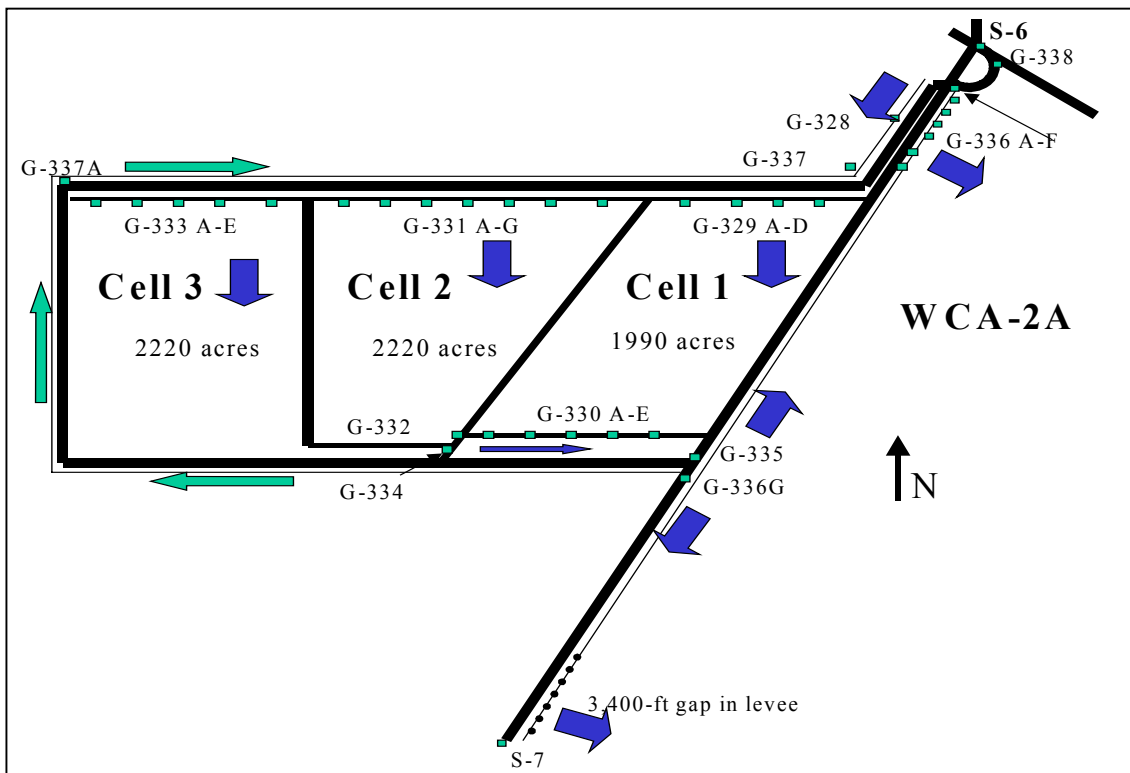 S-6
G-338
G-328
G-336 A-F
G-337
G-337A
G-333 A-E
G-331 A-G
G-329 A-D
Cell 3
Cell 2
Cell 1
WCA-2A
2220 acres
2220 acres
1990 acres
G-332
G-330 A-E
G-335
G-334
G-336G
N
3,400-ft gap in levee
S-7